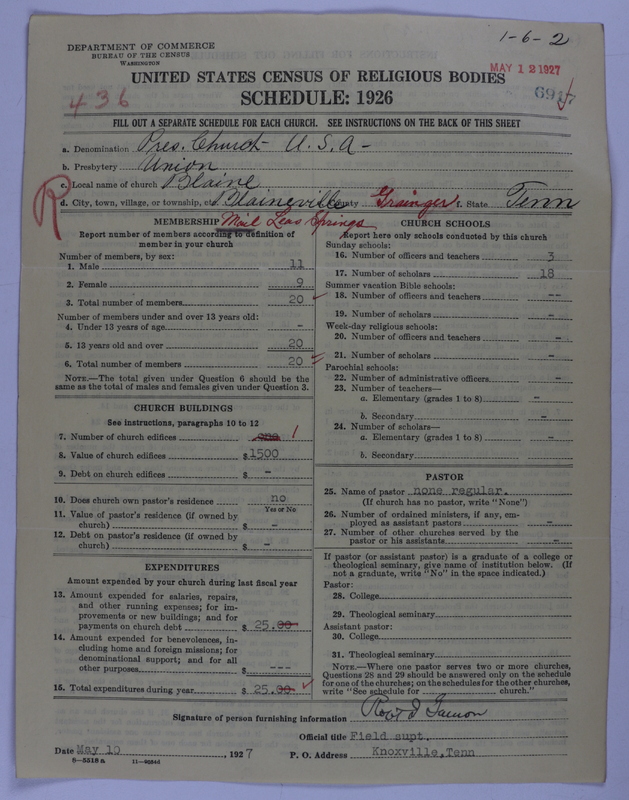 1-6-2
DEPARTMENT OF COMMERCE
BUREAU OF THE CENSUS
WASHINGTON
MAY 12 1927
UNITED STATES CENSUS OF RELIGIOUS BODIES
436
SCHEDULE: 1926
FILL OUT A SEPARATE SCHEDULE FOR EACH CHURCH. SEE INSTRUCTIONS ON THE BACK OF THIS SHEET
a. Denomination Pres. Church U.S.A-
b. Presbytery Union
c. Local name of church Blaine
R
d. City, town, village, or township, etc Blaineville County Grainger f. State Tenn
MEMBERSHIP Mail Leas Springs
Report number of members according to definition of
member in your church
Number of members, by sex:
1. Male 11
2. Female 9
3. Total number of members 20
Number of members under and over 13 years old:
4. Under 13 years of age -
5. 13 years old and over 20
6. Total number of members 20
NOTE.—The total given under Question 6 should be the
same as the total of males and females given under Question 3.
CHURCH BUILDINGS
See instructions, paragraphs 10 to 12
7. Number of church edifices one 1
8. Value of church edifices $1500
9. Debt on church edifices $ -
10. Does church own pastor's residence no
Yes or No
11. Value of pastor's residence (if owned by
church) $ -
12. Debt on pastor's residence (if owned by
church) $ -
EXPENDITURES
Amount expended by your church during last fiscal year
13. Amount expended for salaries, repairs,
and other running expenses; for im-
provements or new buildings; and for
payments on church debt $ 25.00
14. Amount expended for benevolences, in-
cluding home and foreign missions; for
denominational support; and for all
other purposes $ ---
15. Total expenditures during year $ 25.00
CHURCH SCHOOLS
Report here only schools conducted by this church
Sunday schools:
16. Number of officers and teachers 3
17. Number of scholars 18
Summer vacation Bible schools:
18. Number of officers and teachers --
19. Number of scholars -
Week-day religious schools:
20. Number of officers and teachers -
21. Number of scholars -
Parochial schools:
22. Number of administrative officers -
23. Number of teachers—
a. Elementary (grades 1 to 8) -
b. Secondary -
24. Number of scholars—
a. Elementary (grades 1 to 8) -
b. Secondary
PASTOR
25. Name of pastor none regular.
(If church has no pastor, write "None")
26. Number of ordained ministers, if any, em-
ployed as assistant pastors -
27. Number of other churches served by the
pastor or his assistants -
If pastor (or assistant pastor) is a graduate of a college or
theological seminary, give name of institution below. (If
not a graduate, write "No" in the space indicated.)
Pastor:
28. College
29. Theological seminary
Assistant pastor:
30. College
31. Theological seminary
NOTE.—Where one pastor serves two or more churches,
Questions 28 and 29 should be answered only on the schedule
for one of the churches; on the schedules for the other churches,
write "See schedule for church."
Signature of person furnishing information Robt I Gamon
Official title Field supt.
Date May 10, 1927 P. O. Address Knoxville, Tenn
8-5518 a